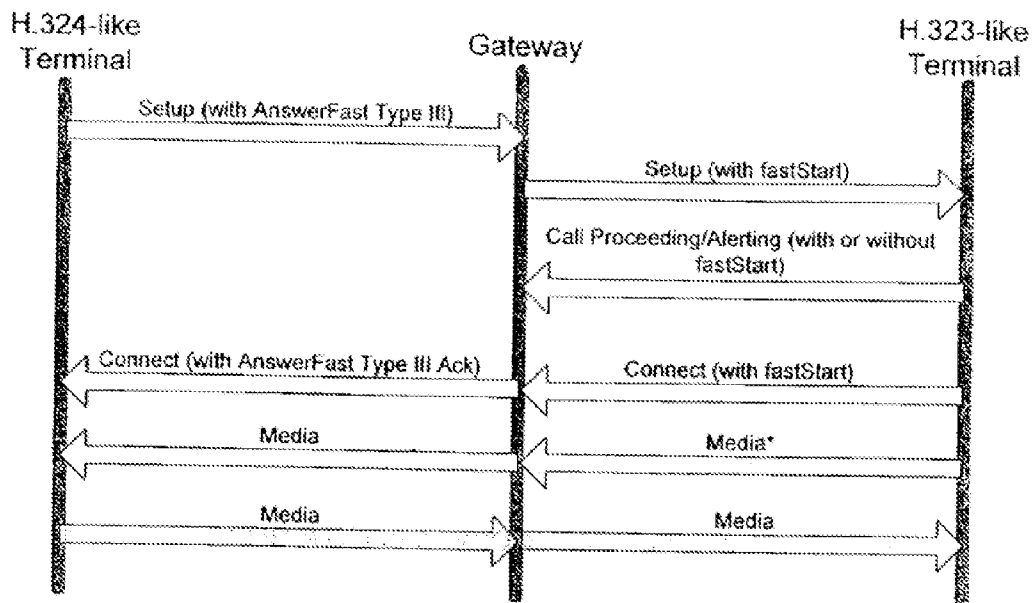 H.324-like
Terminal
Gateway
H.323-like
Terminal
Setup (with AnswerFast Type III)
Setup (with fastStart)
Call Proceeding/Alerting (with or without
fastStart)
Connect (with AnswerFast Type III Ack)
Connect (with fastStart)
Media
Media*
Media
Media